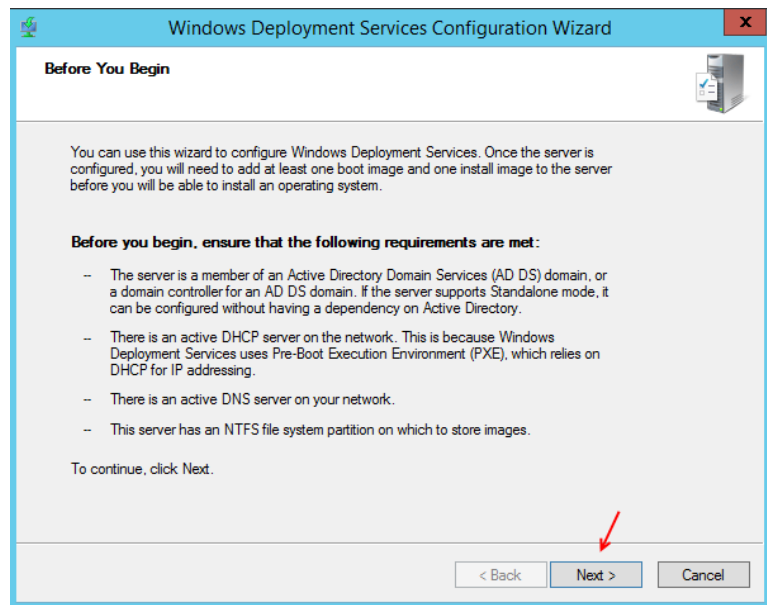 Windows Deployment Services Configuration Wizard
x
Before You Begin
You can use this wizard to configure Windows Deployment Services. Once the server is
configured, you will need to add at least one boot image and one install image to the server
before you will be able to install an operating system.
Before you begin, ensure that the following requirements are met:
-- The server is a member of an Active Directory Domain Services (AD DS) domain, or
a domain controller for an AD DS domain. If the server supports Standalone mode, it
can be configured without having a dependency on Active Directory.
-- There is an active DHCP server on the network. This is because Windows
Deployment Services uses Pre-Boot Execution Environment (PXE), which relies on
DHCP for IP addressing.
-- There is an active DNS server on your network.
-- This server has an NTFS file system partition on which to store images.
To continue, click Next.
< Back Next > Cancel